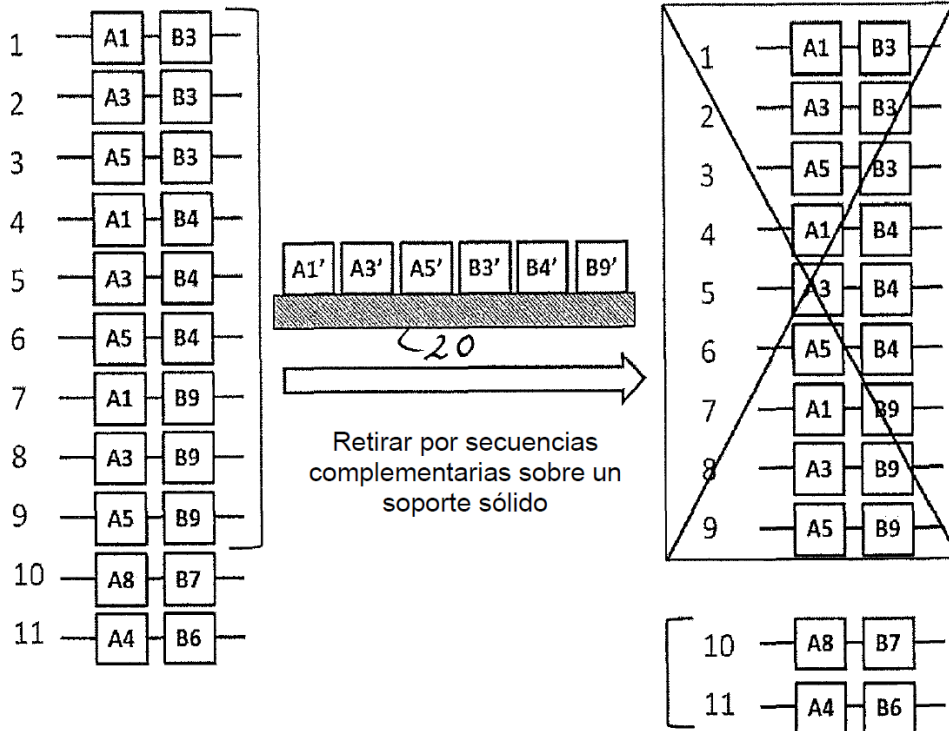 1 A1 B3
2 A3 B3
3 A5 B3
4 A1 B4
5 A3 B4
6 A5 B4
7 A1 B9
8 A3 B9
9 A5 B9
10 A8 B7
11 A4 B6
A1' A3' A5' B3' B4' B9'
20
Retirar por secuencias
complementarias sobre un
soporte sólido
1 A1 B3
2 A3 B3
3 A5 B3
4 A1 B4
5 A3 B4
6 A5 B4
7 A1 B9
8 A3 B9
9 A5 B9
10 A8 B7
11 A4 B6